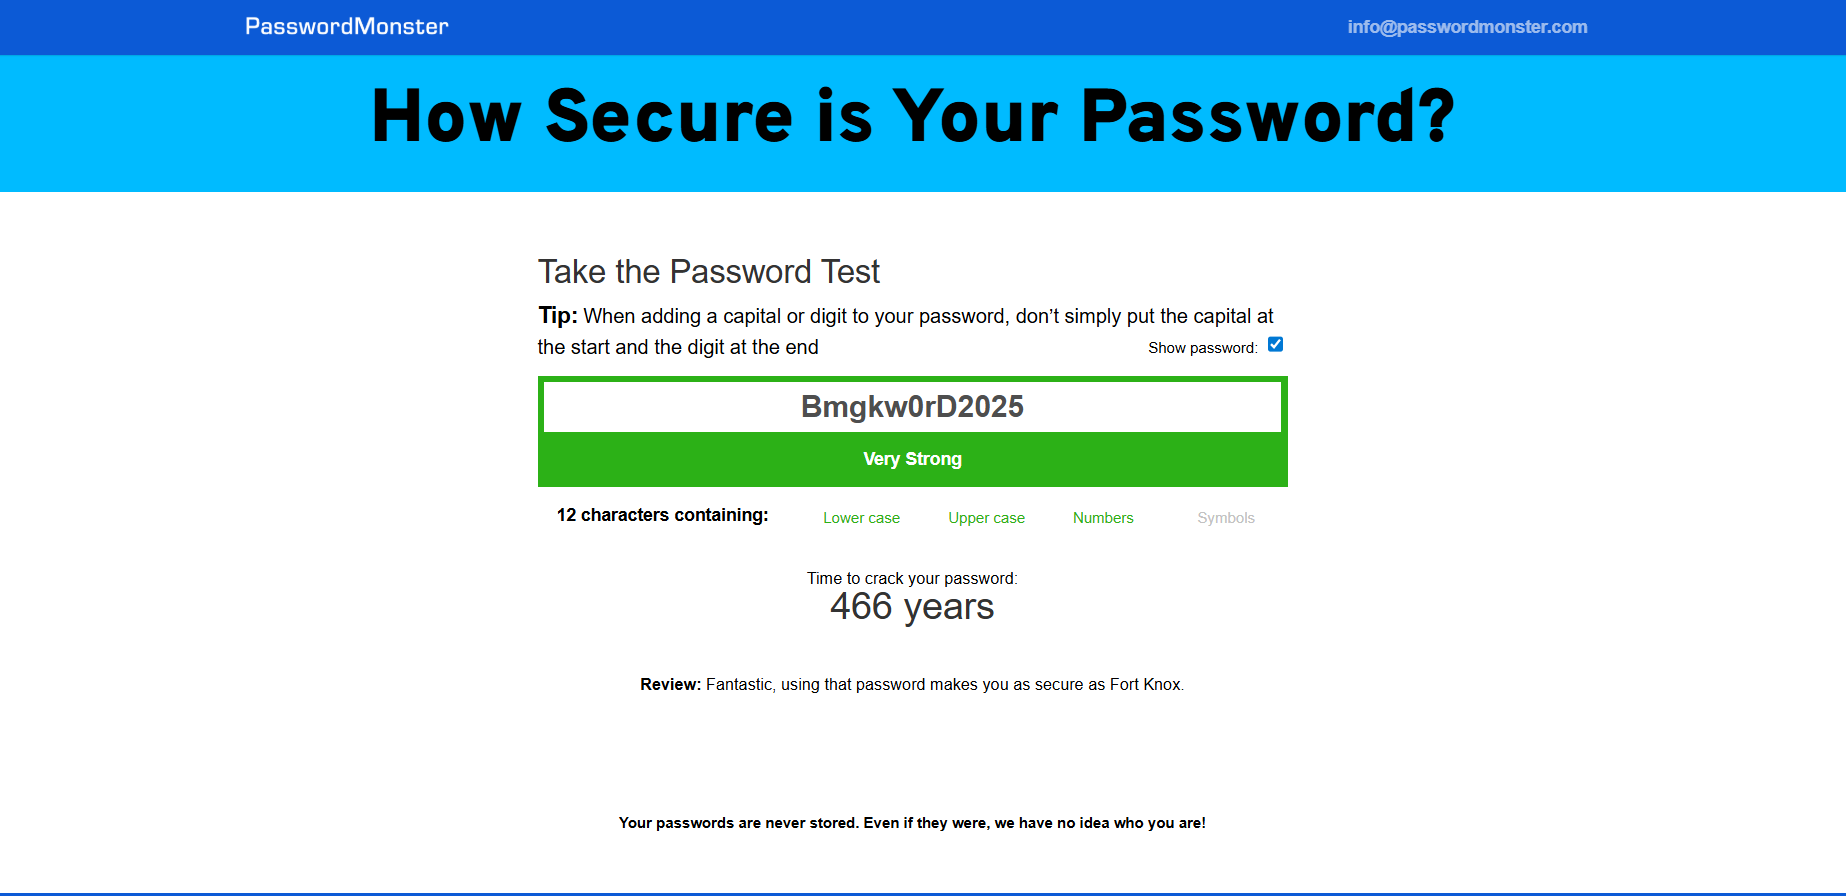 PasswordMonster
info@passwordmonster.com
How Secure is Your Password?
Take the Password Test
Tip: When adding a capital or digit to your password, don’t simply put the capital at
the start and the digit at the end
Show password:
Bmgkw0rD2025
Very Strong
12 characters containing:
Lower case
Upper case
Numbers
Symbols
Time to crack your password:
466 years
Review: Fantastic, using that password makes you as secure as Fort Knox.
Your passwords are never stored. Even if they were, we have no idea who you are!